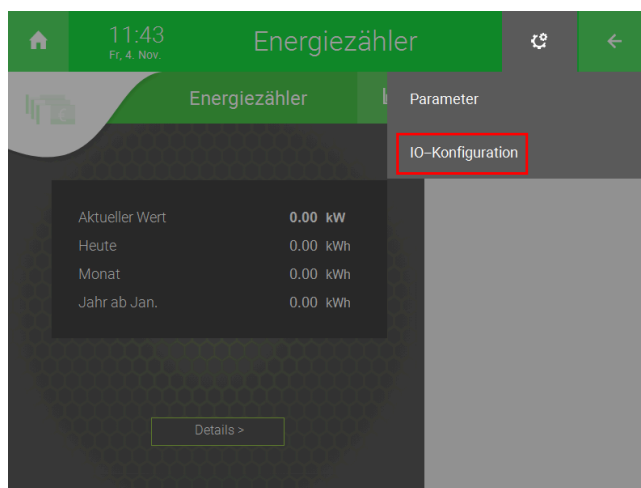 11:43
Fr, 4. Nov.
Energiezähler
Energiezähler
Parameter
IO-Konfiguration
Aktueller Wert 0.00 kW
Heute 0.00 kWh
Monat 0.00 kWh
Jahr ab Jan. 0.00 kWh
Details >